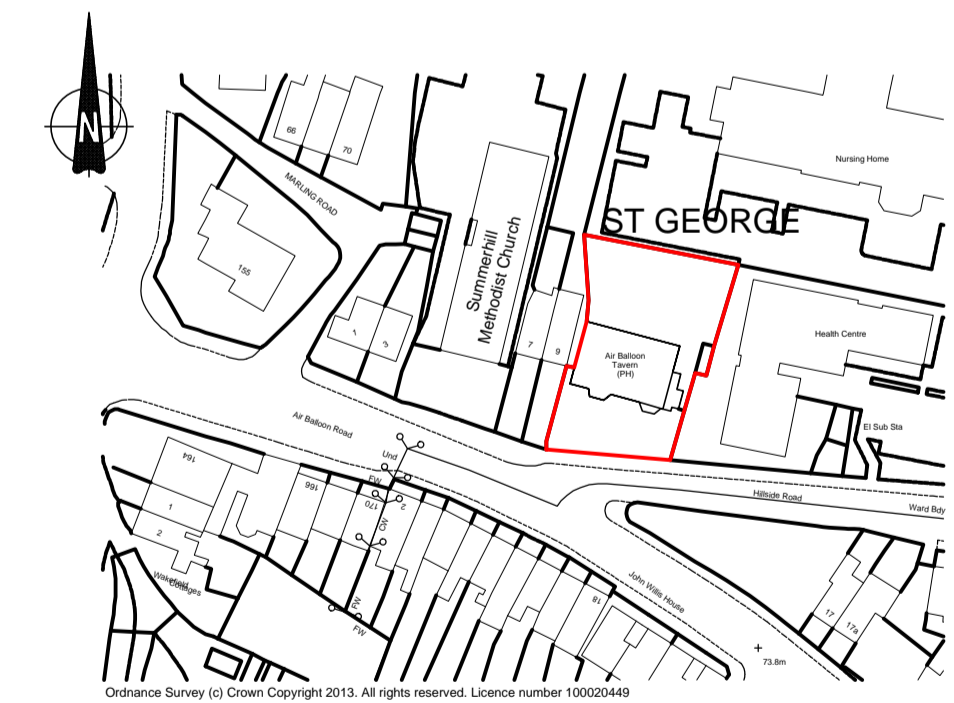 N
66
70
MARLING ROAD
Nursing Home
ST GEORGE
155
Summerhill
Methodist Church
1
3
7
9
Air Balloon
Tavern
(PH)
Health Centre
El Sub Sta
Air Balloon Road
Und
FW
164
166
170
2
CW
Hillside Road
Ward Bdy
1
2
Wakefield
Cottages
FW
FW
18
John Willis House
17
17a
73.8m
Ordnance Survey (c) Crown Copyright 2013. All rights reserved. Licence number 100020449